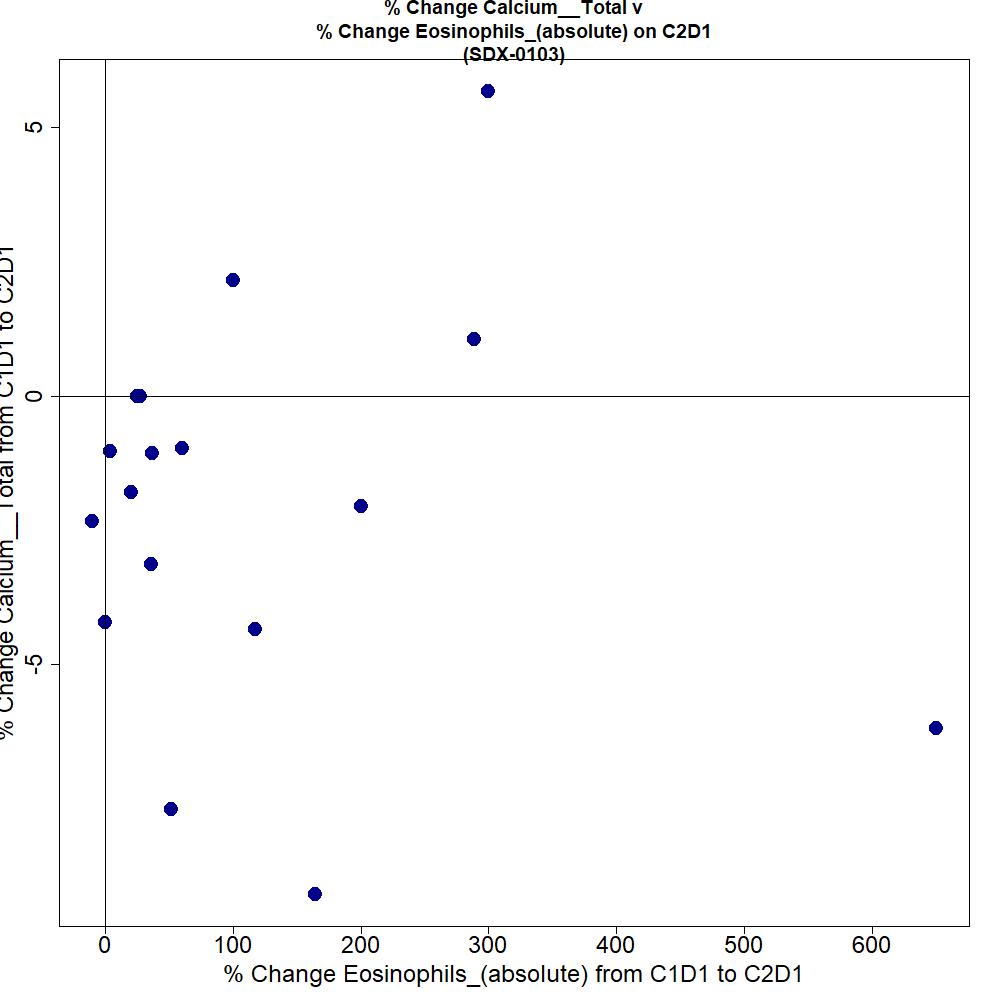 % Change Calcium__Total v
% Change Eosinophils_(absolute) on C2D1
(SDX-0103)
% Change Calcium__Total from C1D1 to C2D1
5
0
-5
0 100 200 300 400 500 600
% Change Eosinophils_(absolute) from C1D1 to C2D1